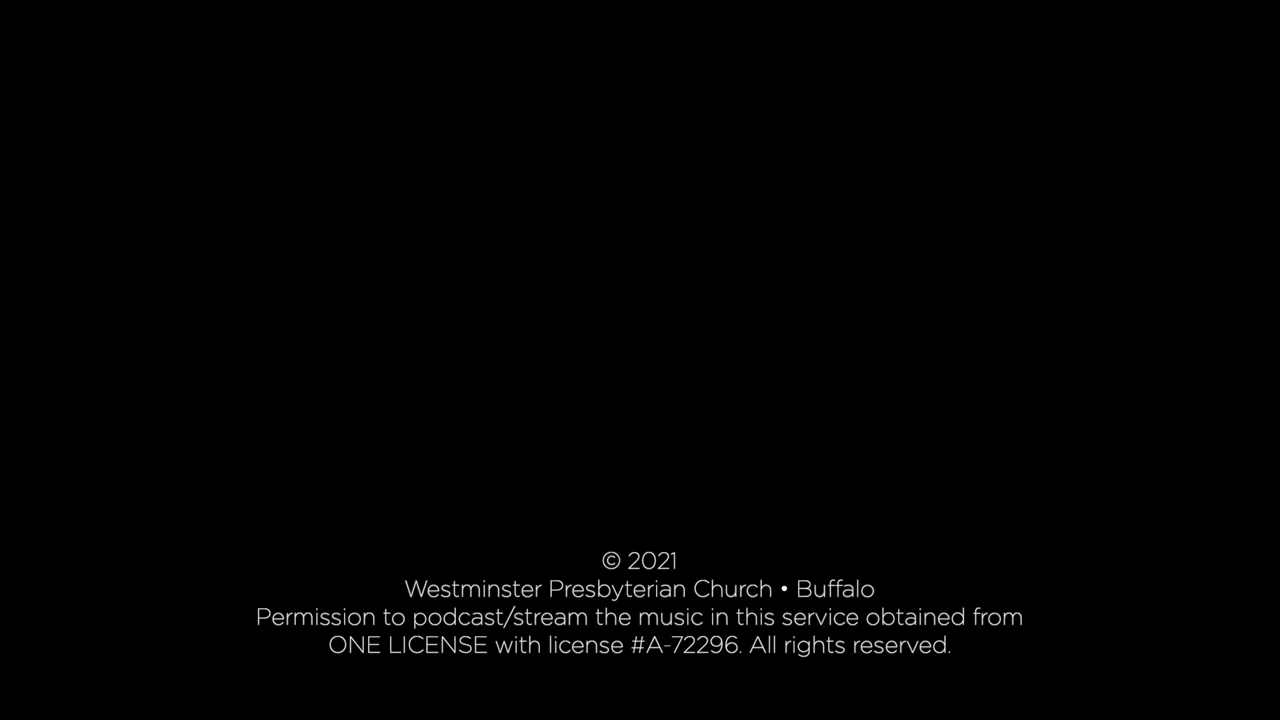 © 2021
Westminster Presbyterian Church • Buffalo
Permission to podcast/stream the music in this service obtained from
ONE LICENSE with license #A-72296. All rights reserved.